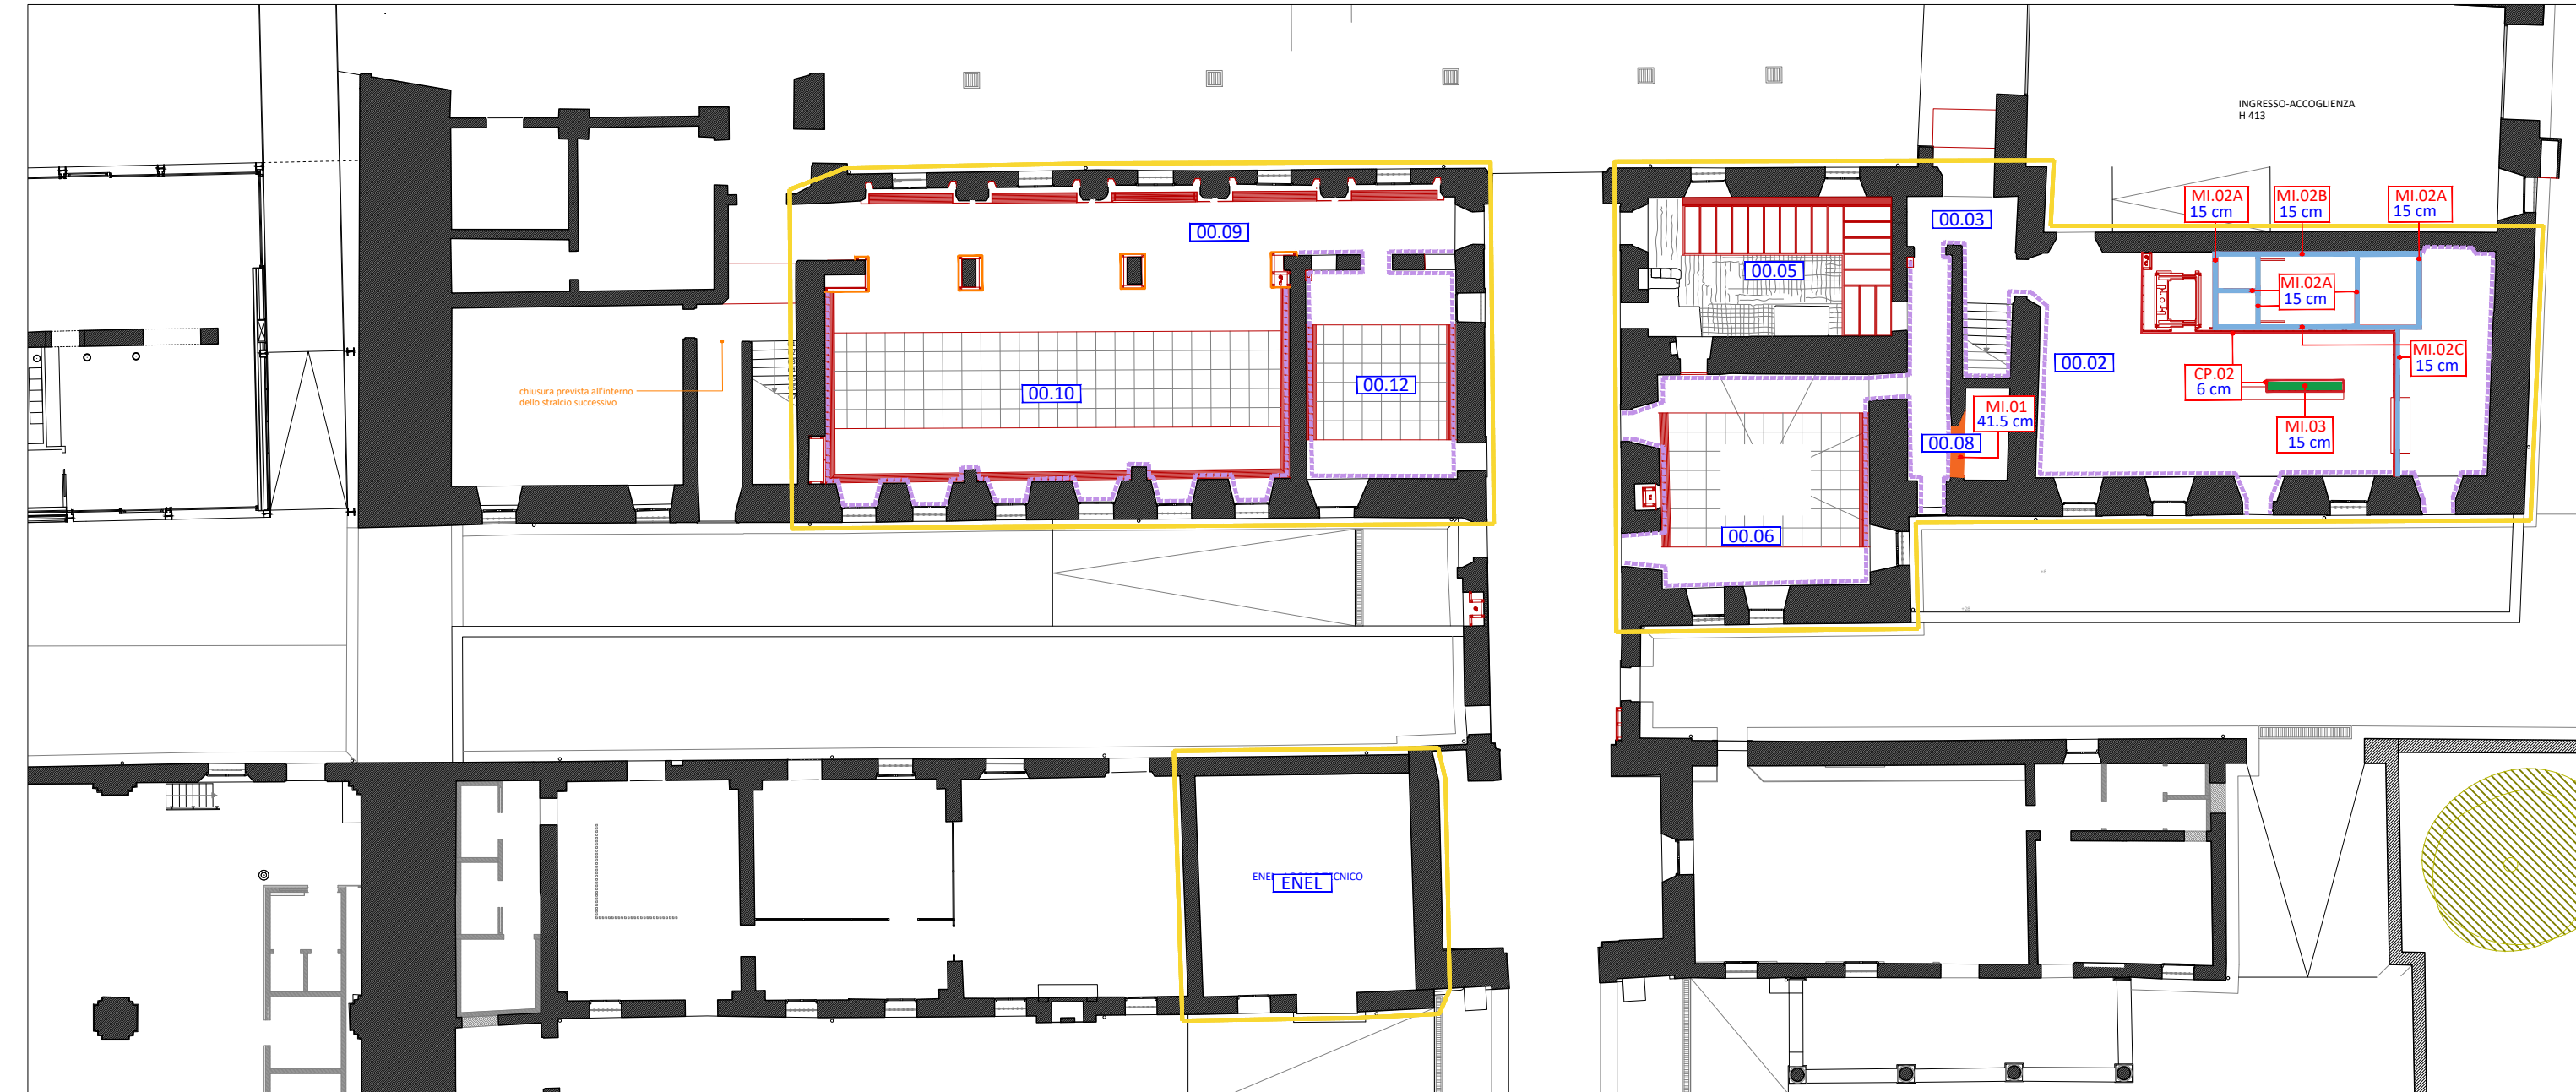 INGRESSO-ACCOGLIENZA
H 413
MI.02A
15 cm
MI.02B
15 cm
MI.02A
15 cm
00.03
00.09
00.05
MI.02A
15 cm
MI.02C
15 cm
00.02
CP.02
6 cm
chiusura prevista all'interno
dello stralcio successivo
00.10
00.12
MI.01
41.5 cm
MI.03
15 cm
00.08
00.06
ENEL